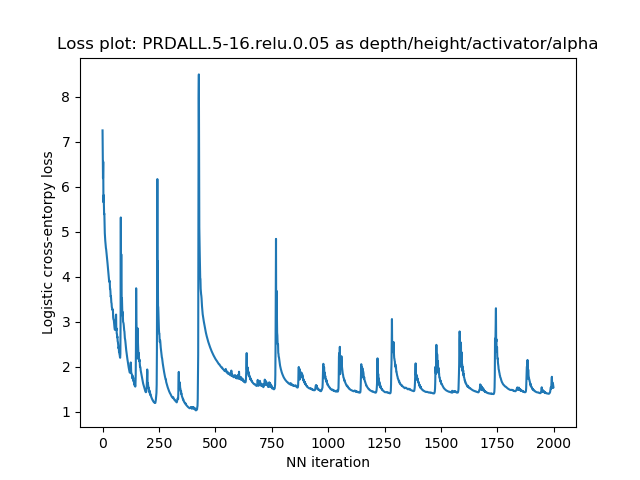 Loss plot: PRDALL.5-16.relu.0.05 as depth/height/activator/alpha
8
7
6
5
4
3
2
1
Logistic cross-entorpy loss
0 250 500 750 1000 1250 1500 1750 2000
NN iteration